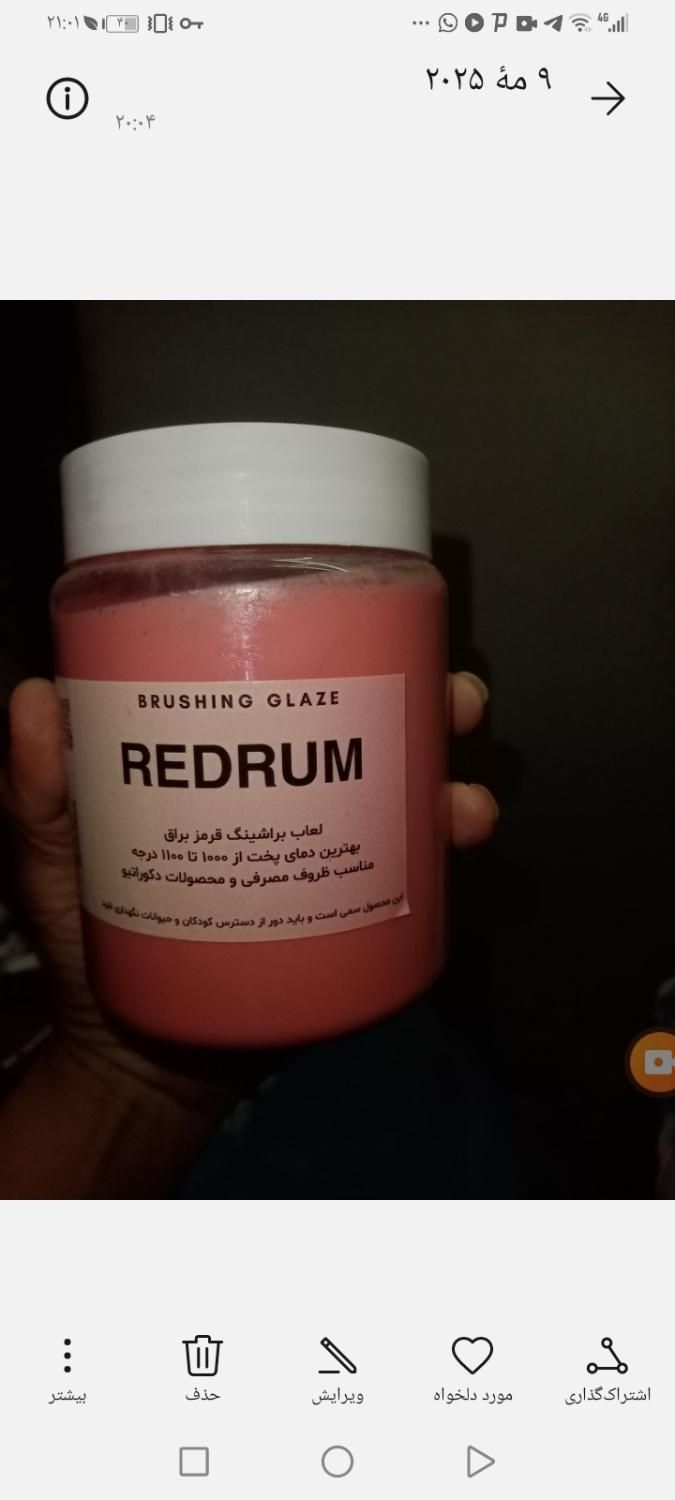 ۲۱:۰۱
۴۰
4G
۹ مهٔ ۲۰۲۵
۲۰:۰۴
BRUSHING GLAZE
REDRUM
لعاب براشینگ قرمز براق
بهترین دمای پخت از ۱۰۰۰ تا ۱۱۰۰ درجه
مناسب ظروف مصرفی و محصولات دکوراتیو
این محصول سمی است و باید دور از دسترس کودکان و حیوانات نگهداری شود
اشتراک‌گذاری
مورد دلخواه
ویرایش
حذف
بیشتر